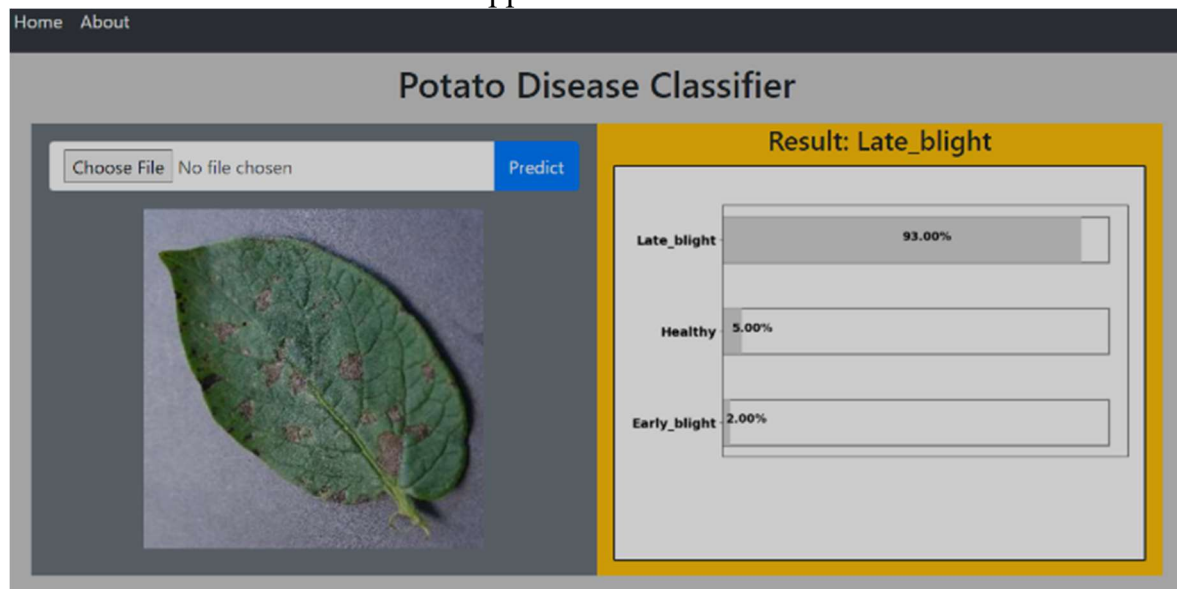 Home About
Potato Disease Classifier
Choose File No file chosen Predict
Result: Late_blight
Late_blight 93.00%
Healthy 5.00%
Early_blight 2.00%